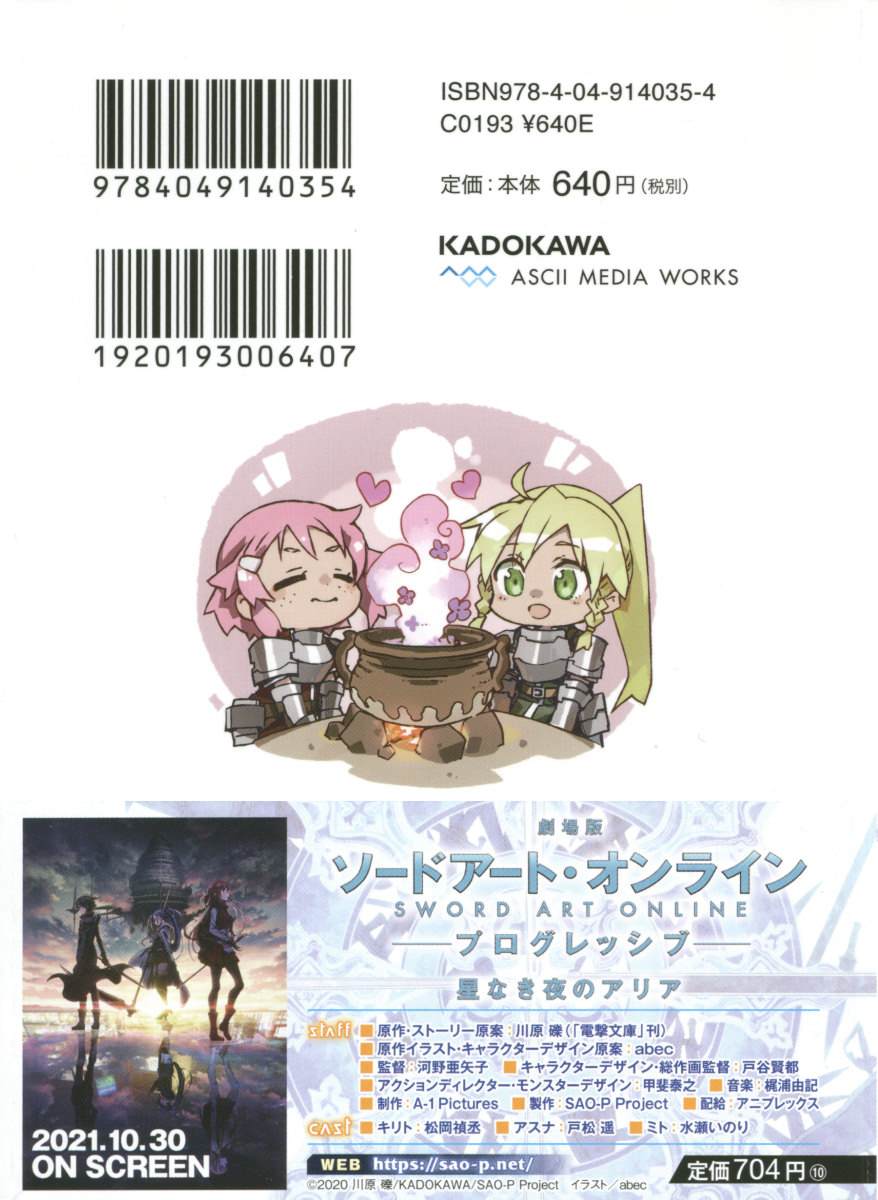 9784049140354
ISBN978-4-04-914035-4
C0193 ¥640E
定価：本体 640円（税別）
KADOKAWA
ASCII MEDIA WORKS
1920193006407
劇場版
ソードアート・オンライン
SWORD ART ONLINE
プログレッシブ
星なき夜のアリア
staff ■原作・ストーリー原案：川原 礫（「電撃文庫」刊）
■原作イラスト・キャラクターデザイン原案：abec
■監督：河野亜矢子 ■キャラクターデザイン・総作画監督：戸谷賢都
■アクションディレクター・モンスターデザイン：甲斐泰之 ■音楽：梶浦由記
■制作：A-1 Pictures ■製作：SAO-P Project ■配給：アニプレックス
cast ■キリト：松岡禎丞 ■アスナ：戸松 遥 ■ミト：水瀬いのり
2021.10.30
ON SCREEN
WEB https://sao-p.net/
定価704円⑩
©2020 川原 礫/KADOKAWA/SAO-P Project イラスト／abec